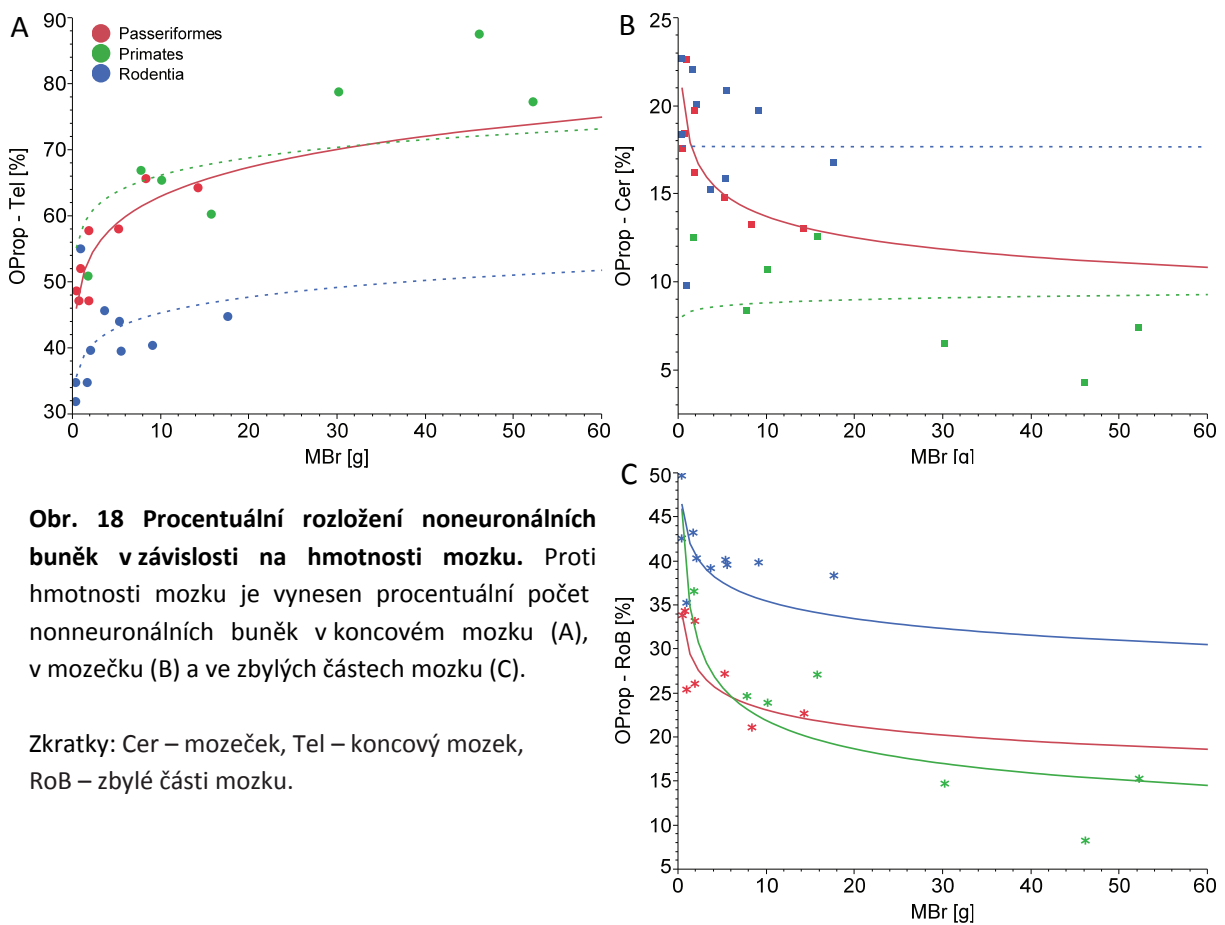 A
Passeriformes
Primates
Rodentia
OProp - Tel [%]
90
80
70
60
50
40
30
0 10 20 30 40 50 60
MBr [g]
B
OProp - Cer [%]
25
20
15
10
5
0 10 20 30 40 50 60
MBr [g]
Obr. 18 Procentuální rozložení noneuronálních
buněk v závislosti na hmotnosti mozku. Proti
hmotnosti mozku je vynesen procentuální počet
nonneuronálních buněk v koncovém mozku (A),
v mozečku (B) a ve zbylých částech mozku (C).
Zkratky: Cer – mozeček, Tel – koncový mozek,
RoB – zbylé části mozku.
C
OProp - RoB [%]
50
45
40
35
30
25
20
15
10
5
0 10 20 30 40 50 60
MBr [g]